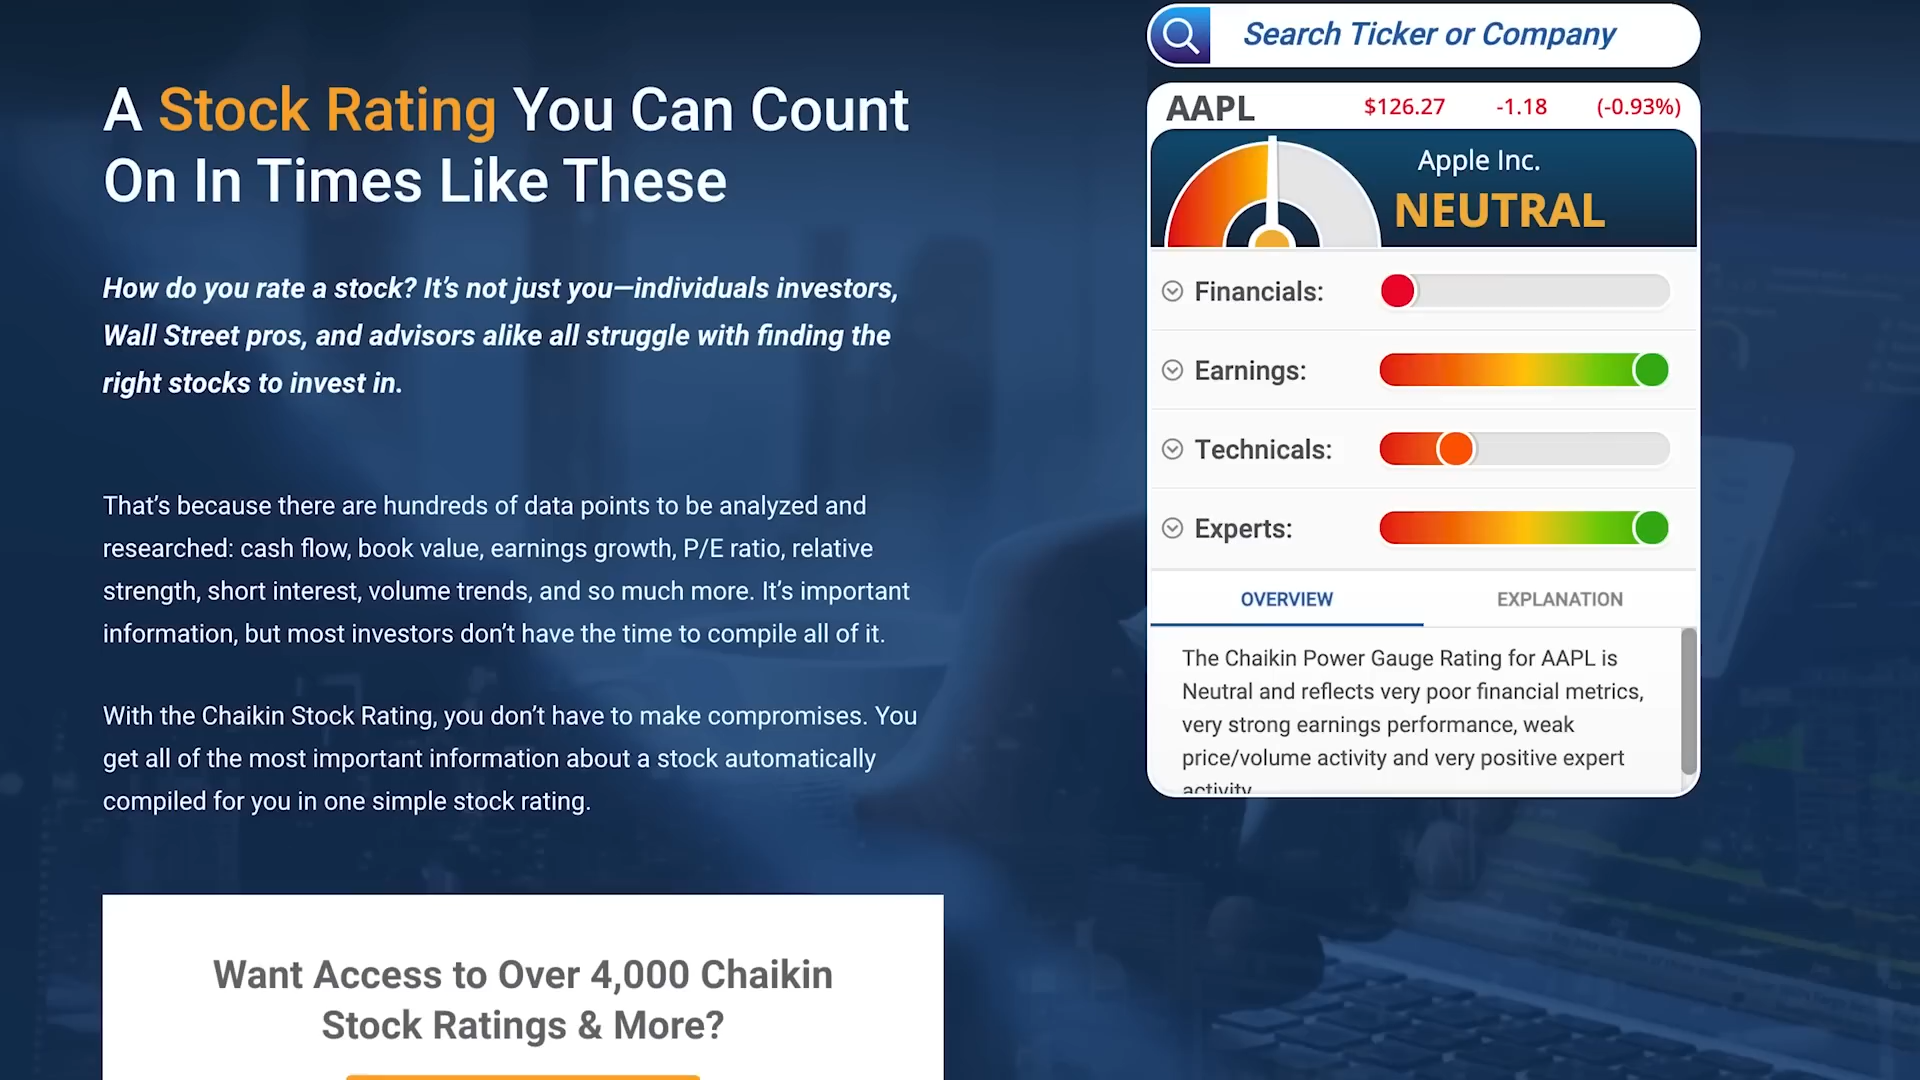 A Stock Rating You Can Count
On In Times Like These
How do you rate a stock? It's not just you—individuals investors,
Wall Street pros, and advisors alike all struggle with finding the
right stocks to invest in.
That's because there are hundreds of data points to be analyzed and
researched: cash flow, book value, earnings growth, P/E ratio, relative
strength, short interest, volume trends, and so much more. It's important
information, but most investors don't have the time to compile all of it.
With the Chaikin Stock Rating, you don't have to make compromises. You
get all of the most important information about a stock automatically
compiled for you in one simple stock rating.
Want Access to Over 4,000 Chaikin
Stock Ratings & More?
Search Ticker or Company
AAPL $126.27 -1.18 (-0.93%)
Apple Inc.
NEUTRAL
Financials:
Earnings:
Technicals:
Experts:
OVERVIEW EXPLANATION
The Chaikin Power Gauge Rating for AAPL is
Neutral and reflects very poor financial metrics,
very strong earnings performance, weak
price/volume activity and very positive expert
activity